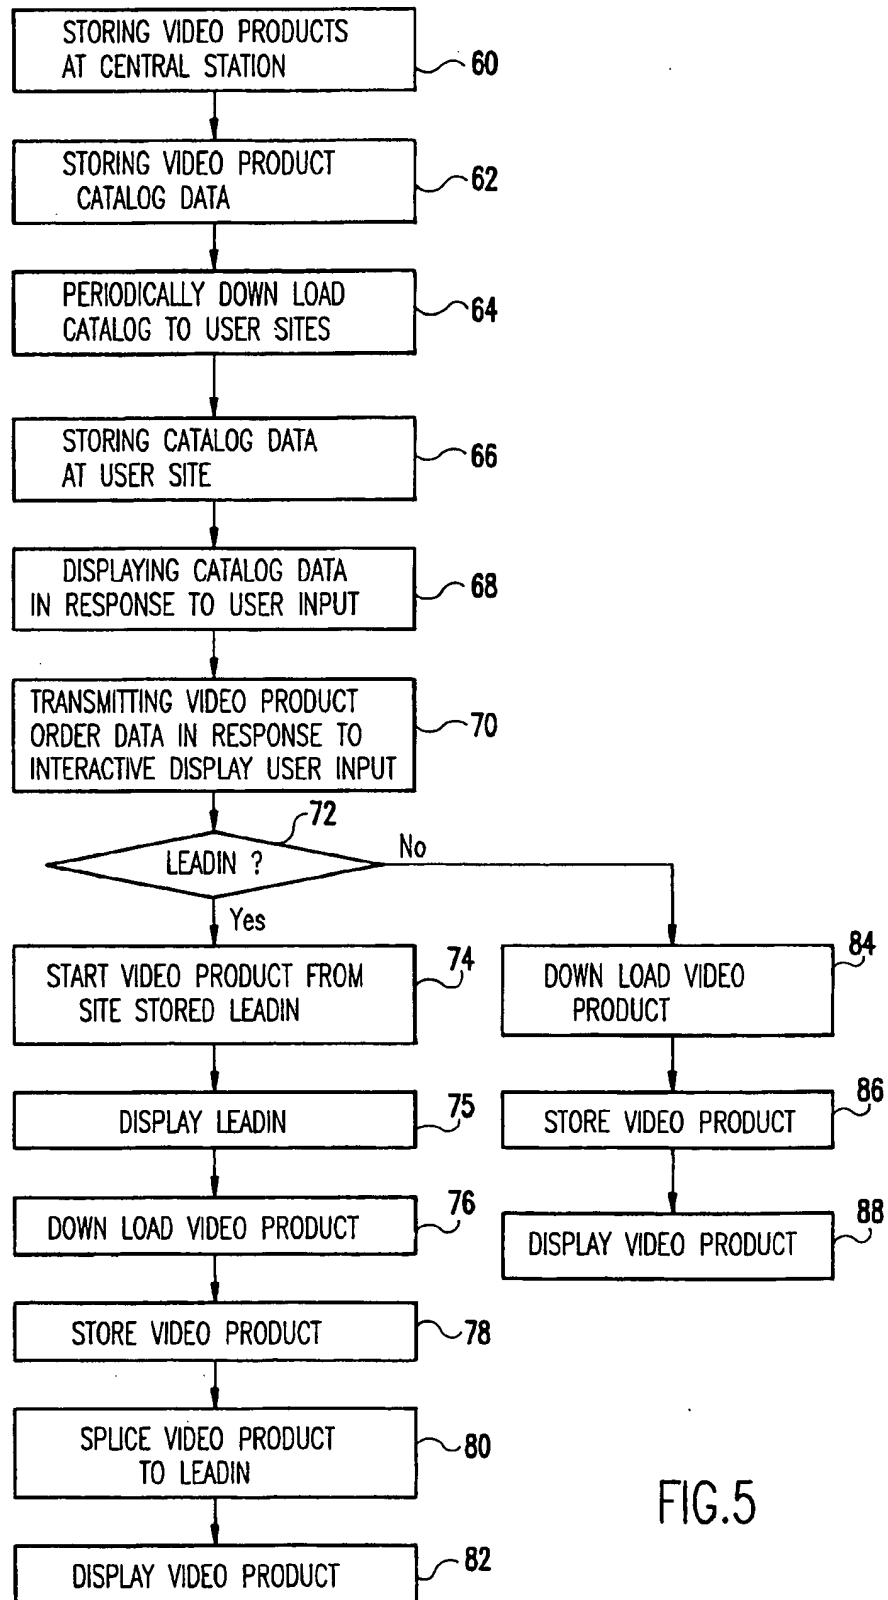 STORING VIDEO PRODUCTS
AT CENTRAL STATION
60
STORING VIDEO PRODUCT
CATALOG DATA
62
PERIODICALLY DOWN LOAD
CATALOG TO USER SITES
64
STORING CATALOG DATA
AT USER SITE
66
DISPLAYING CATALOG DATA
IN RESPONSE TO USER INPUT
68
TRANSMITTING VIDEO PRODUCT
ORDER DATA IN RESPONSE TO
INTERACTIVE DISPLAY USER INPUT
70
72
LEADIN ?
No
Yes
START VIDEO PRODUCT FROM
SITE STORED LEADIN
74
DISPLAY LEADIN
75
DOWN LOAD VIDEO PRODUCT
76
STORE VIDEO PRODUCT
78
SPLICE VIDEO PRODUCT
TO LEADIN
80
DISPLAY VIDEO PRODUCT
82
DOWN LOAD VIDEO
PRODUCT
84
STORE VIDEO PRODUCT
86
DISPLAY VIDEO PRODUCT
88
FIG.5